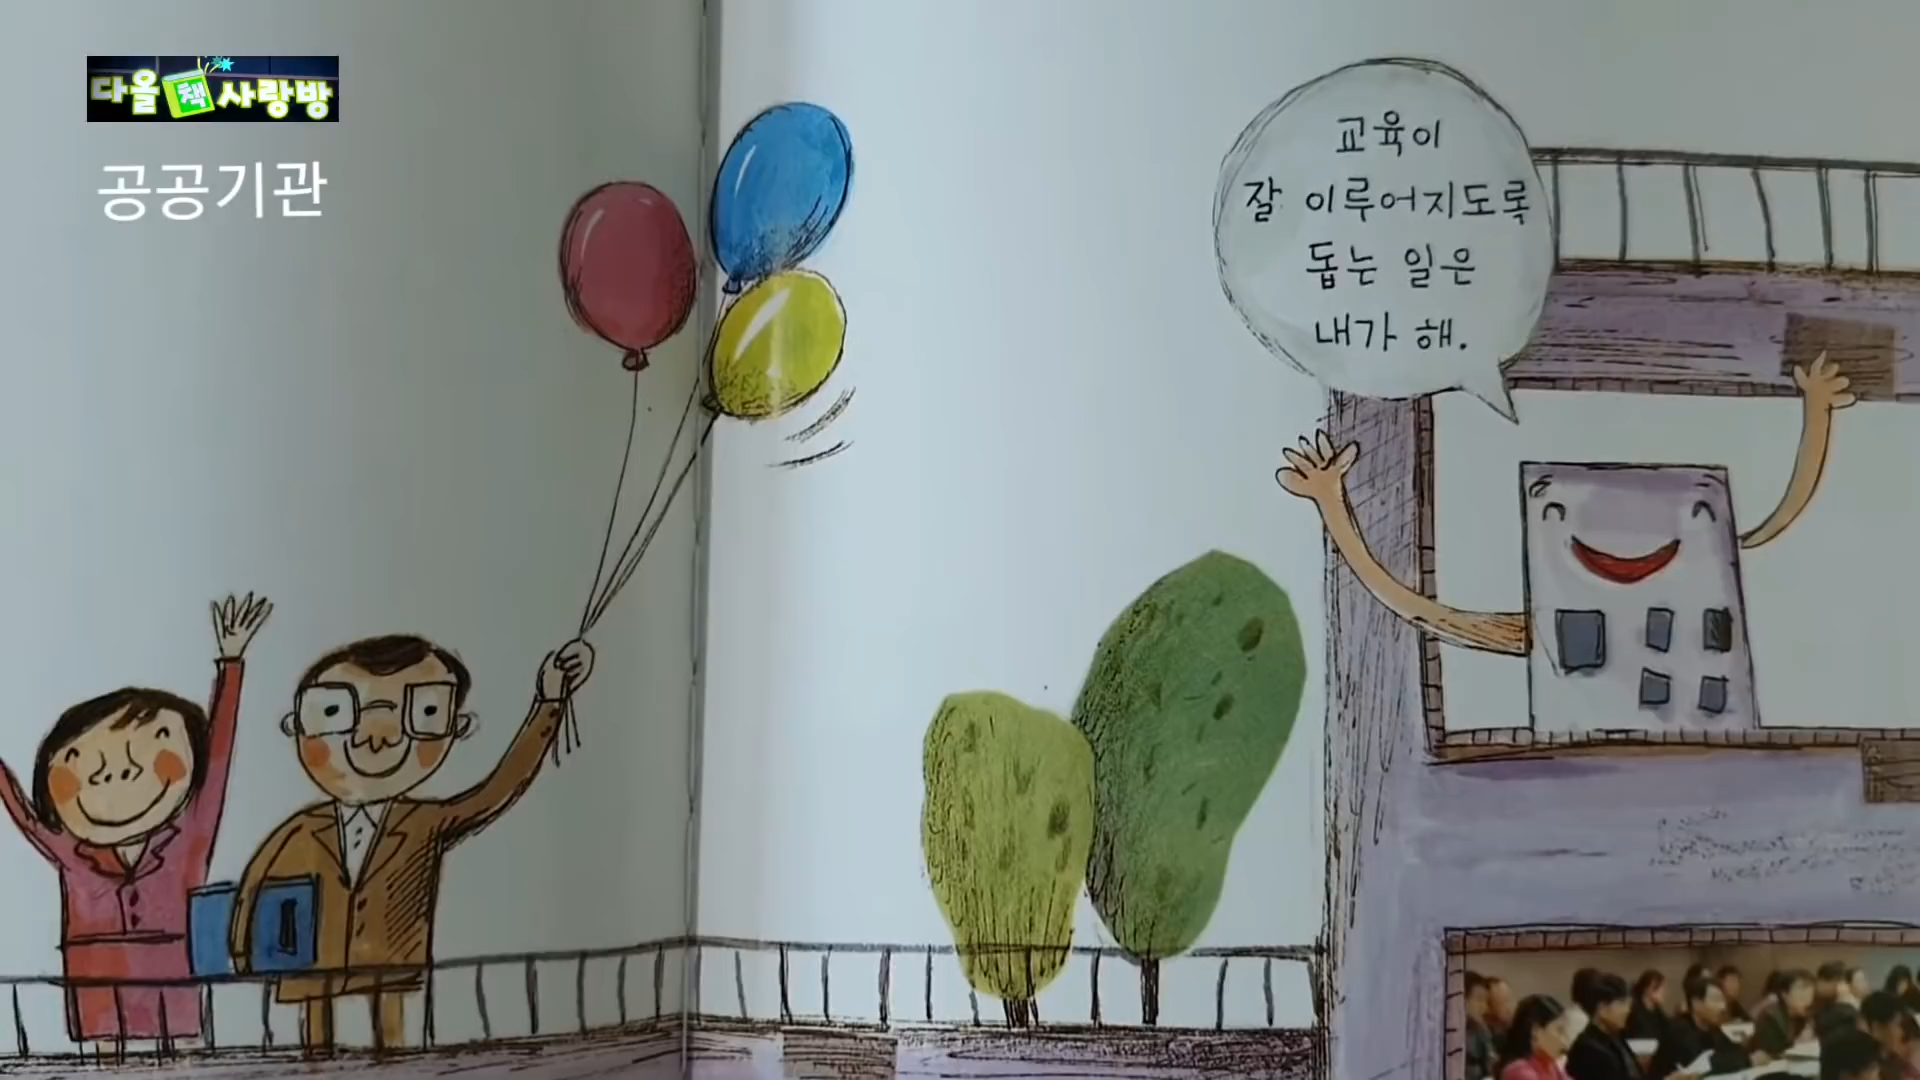 다올 책 사랑방
공공기관
교육이
잘 이루어지도록
돕는 일은
내가 해.